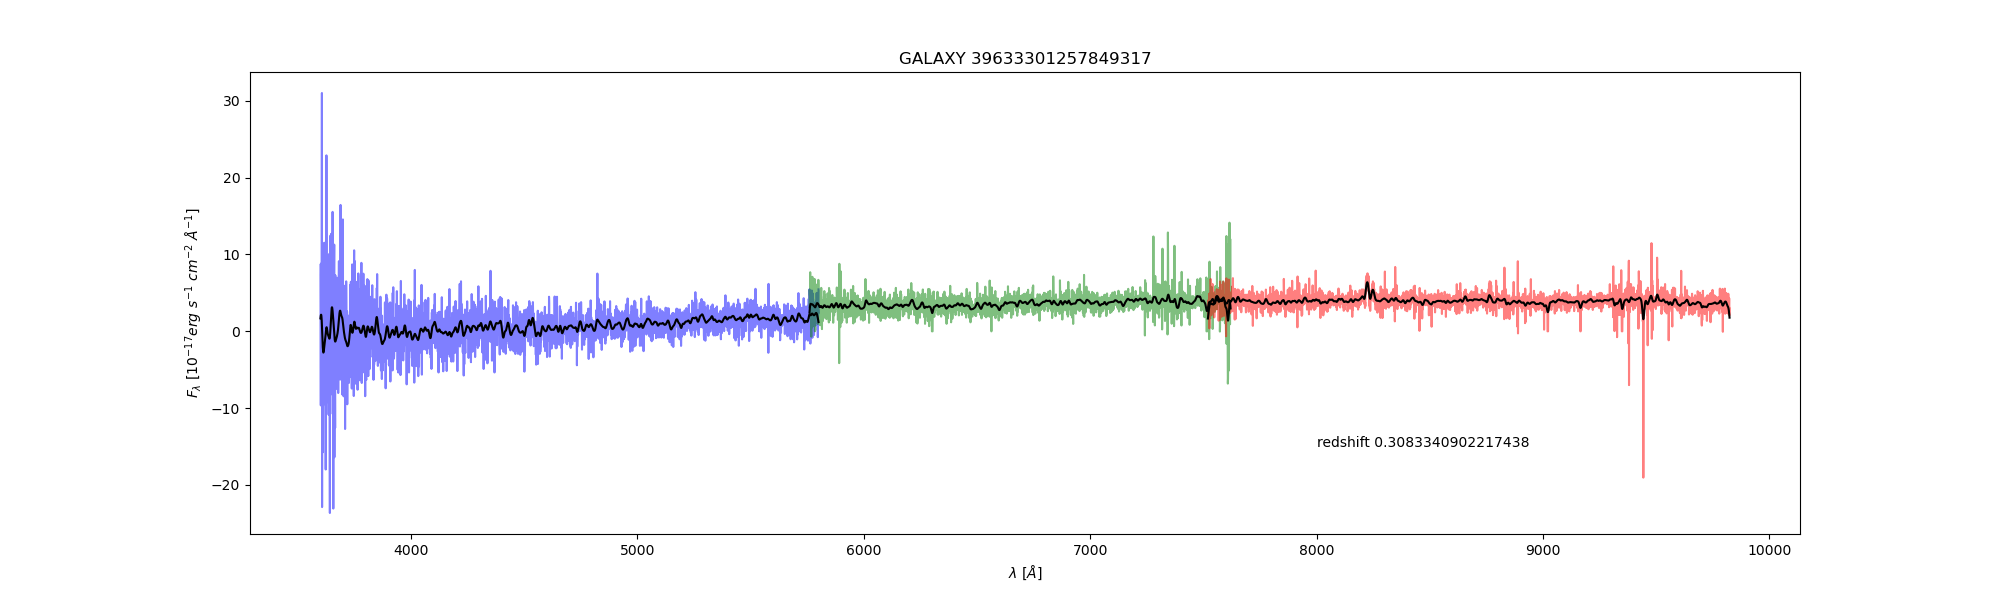 GALAXY 39633301257849317
30
20
10
0
−10
−20
F_λ [10⁻¹⁷ erg s⁻¹ cm⁻² Å⁻¹]
redshift 0.3083340902217438
4000 5000 6000 7000 8000 9000 10000
λ [Å]